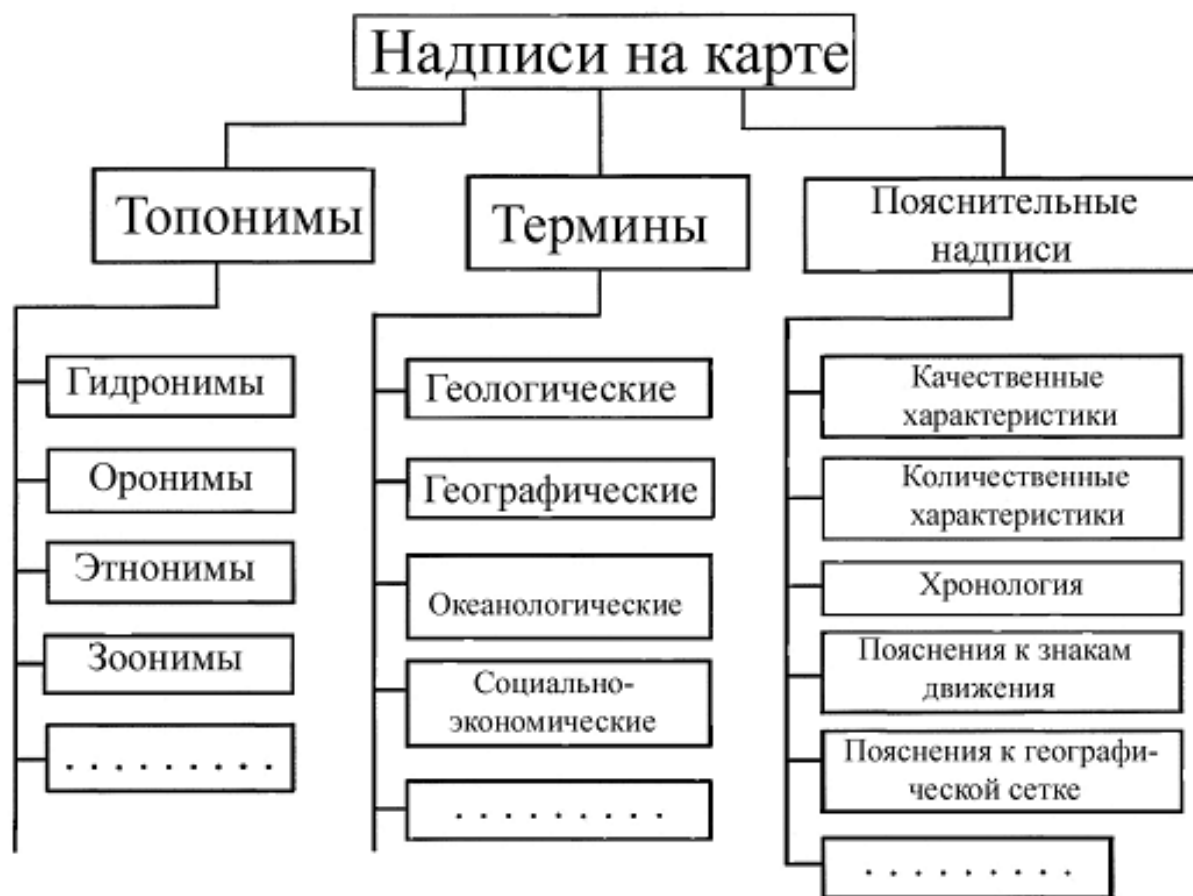 Надписи на карте
Топонимы
Гидронимы
Оронимы
Этнонимы
Зоонимы
. . . . . . . . .
Термины
Геологические
Географические
Океанологические
Социально-
экономические
. . . . . . . . .
Пояснительные
надписи
Качественные
характеристики
Количественные
характеристики
Хронология
Пояснения к знакам
движения
Пояснения к географи-
ческой сетке
. . . . . . . . .